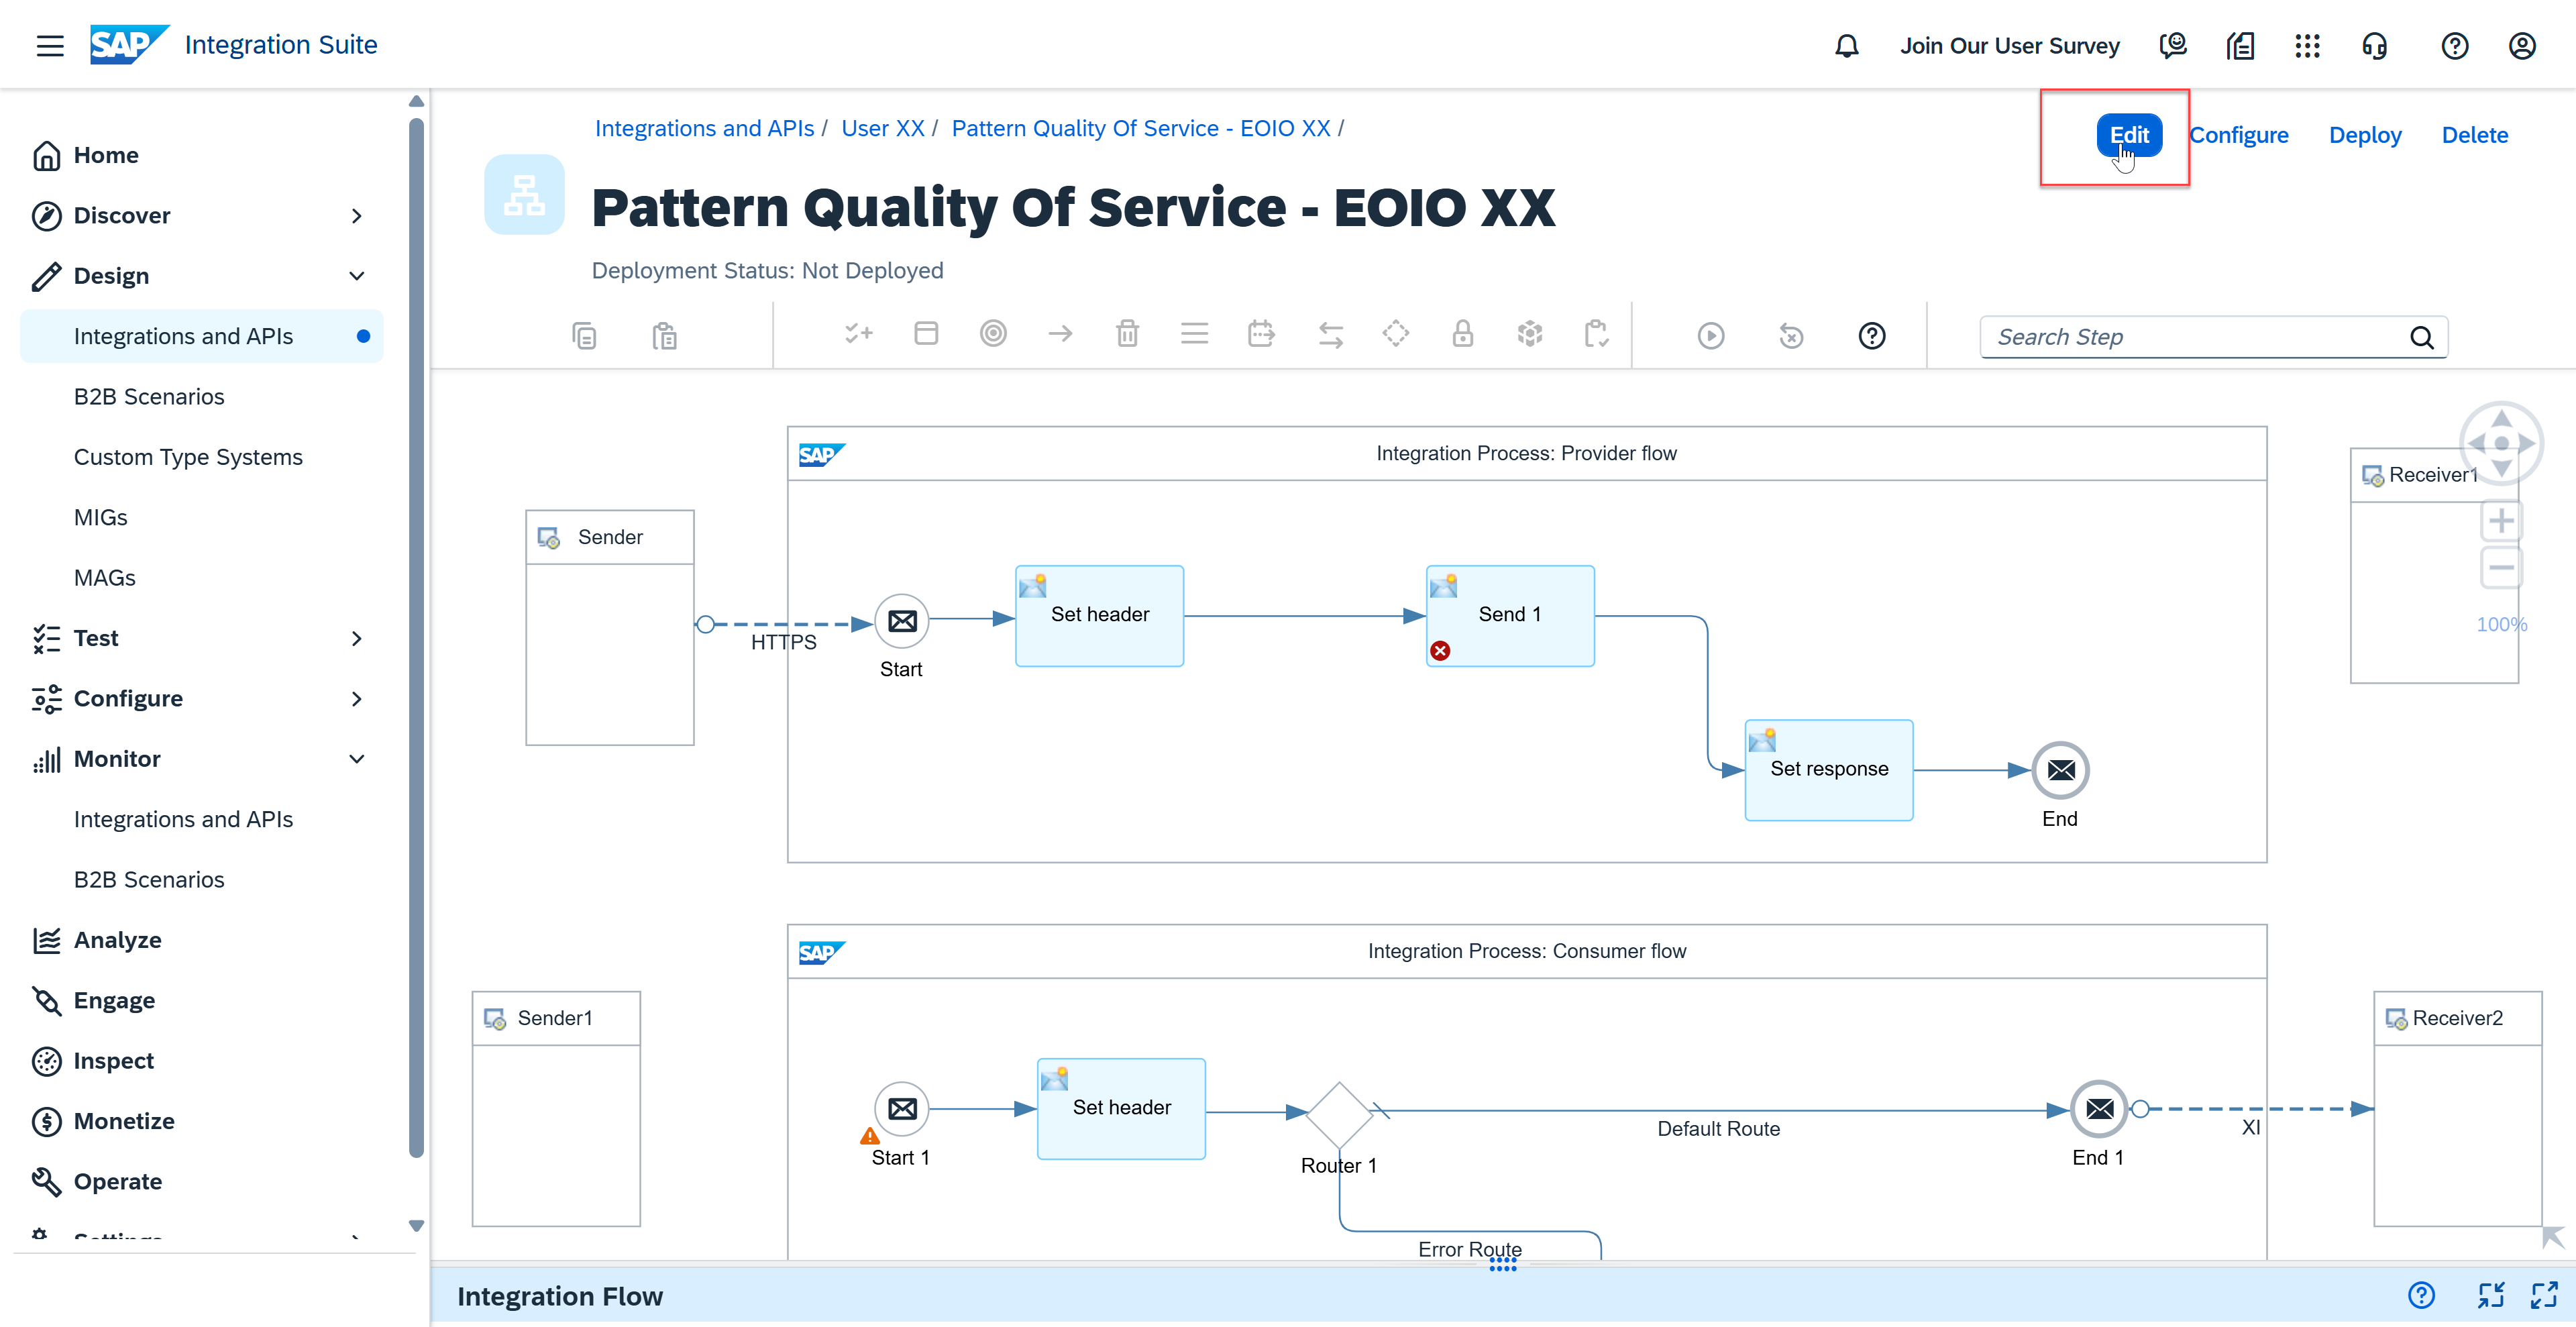 SAP Integration Suite
Join Our User Survey
Home
Discover
Design
Integrations and APIs
B2B Scenarios
Custom Type Systems
MIGs
MAGs
Test
Configure
Monitor
Integrations and APIs
B2B Scenarios
Analyze
Engage
Inspect
Monetize
Operate
Settings
Integrations and APIs / User XX / Pattern Quality Of Service - EOIO XX /
Edit Configure Deploy Delete
Pattern Quality Of Service - EOIO XX
Deployment Status: Not Deployed
Search Step
SAP Integration Process: Provider flow
Sender
HTTPS
Start
Set header
Send 1
Set response
End
Receiver1
100%
SAP Integration Process: Consumer flow
Sender1
Start 1
Set header
Router 1
Default Route
Error Route
End 1
XI
Receiver2
Integration Flow